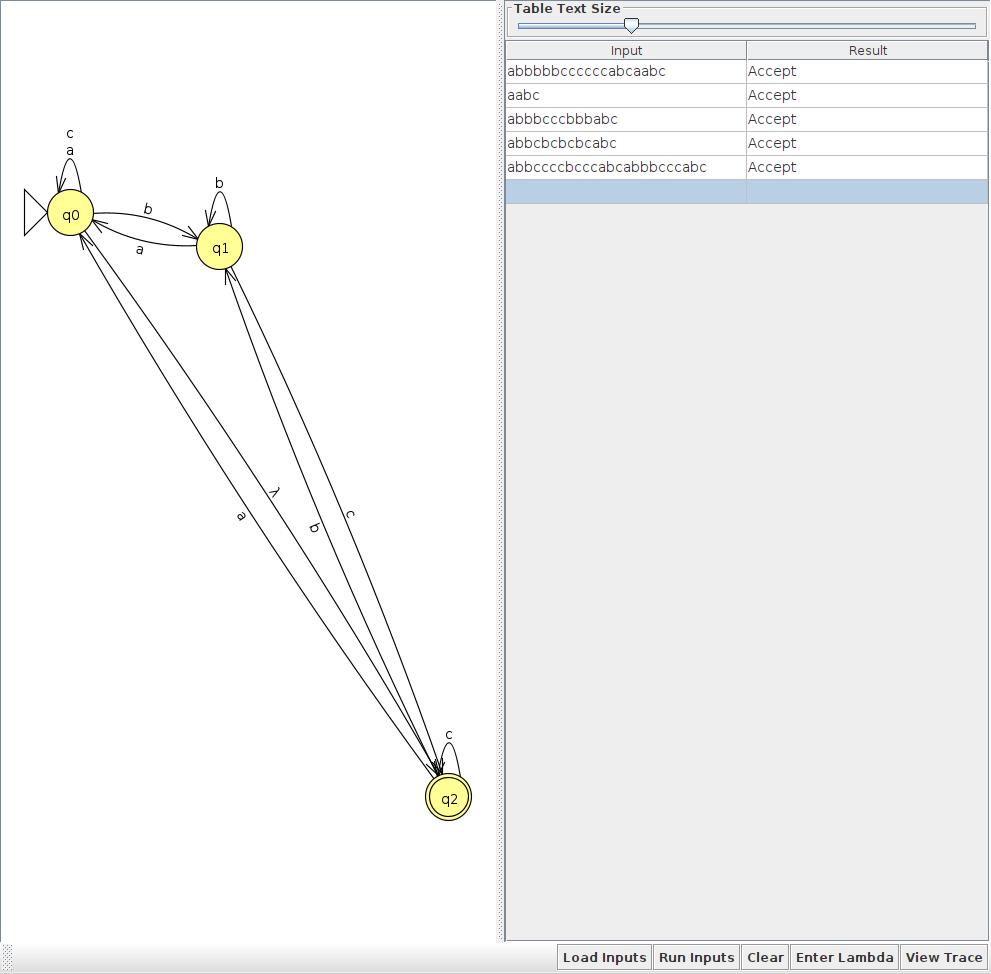 Table Text Size
Input Result
abbbbbccccccabcaabc Accept
aabc Accept
abbbcccbbbabc Accept
abbcbcbcbcabc Accept
abbccccbcccabcabbbcccabc Accept
c
a
q0
b
a
b
q1
λ
a
b
c
c
q2
Load Inputs Run Inputs Clear Enter Lambda View Trace